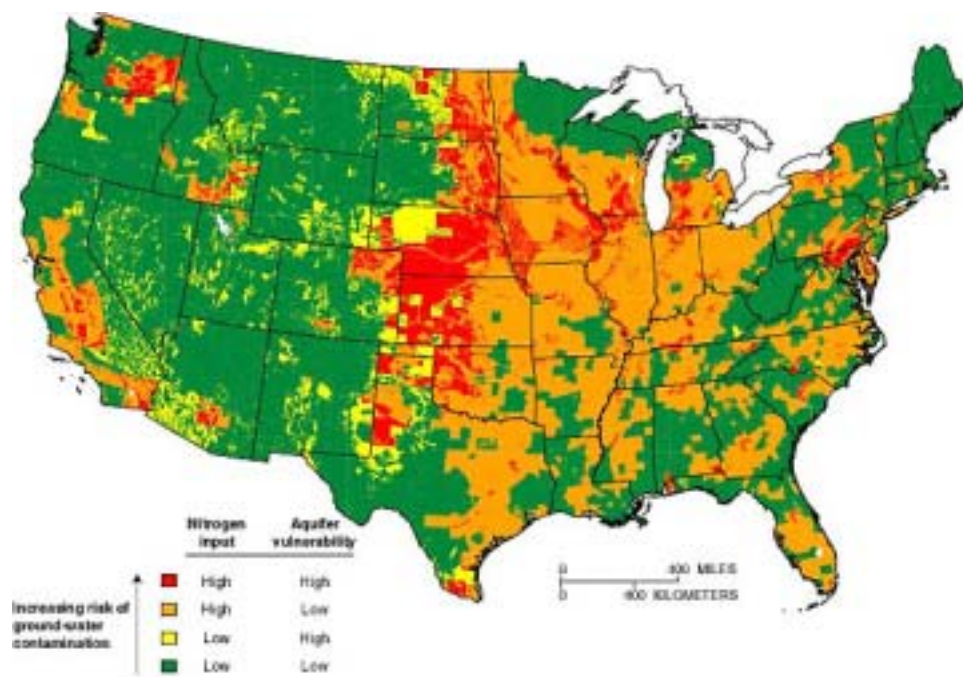 Nitrogen input
Aquifer vulnerability
High High
High Low
Low High
Low Low
Increasing risk of
ground-water
contamination
0 400 MILES
0 400 KILOMETERS